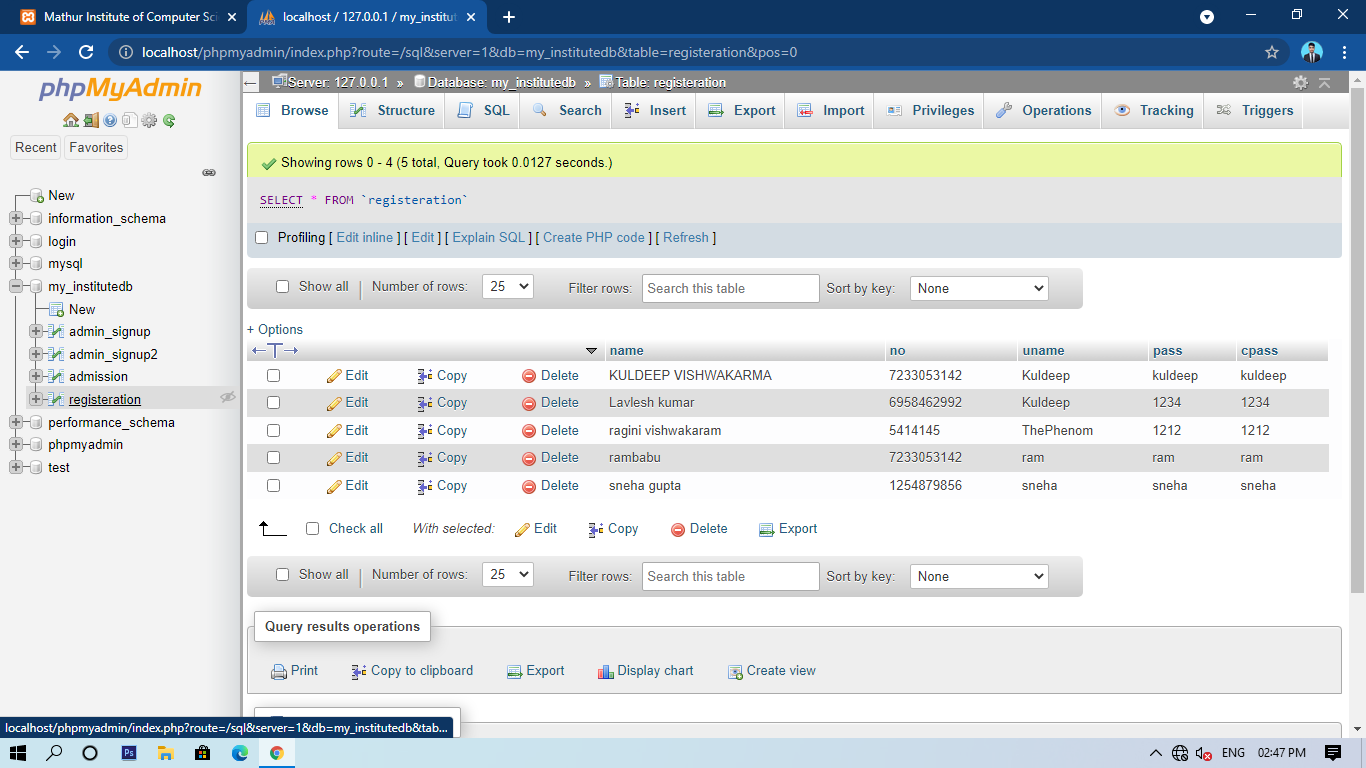 Mathur Institute of Computer Sci
localhost / 127.0.0.1 / my_institut
localhost/phpmyadmin/index.php?route=/sql&server=1&db=my_institutedb&table=registeration&pos=0
phpMyAdmin
Recent Favorites
New
information_schema
login
mysql
my_institutedb
New
admin_signup
admin_signup2
admission
registeration
performance_schema
phpmyadmin
test
Server: 127.0.0.1 » Database: my_institutedb » Table: registeration
Browse Structure SQL Search Insert Export Import Privileges Operations Tracking Triggers
Showing rows 0 - 4 (5 total, Query took 0.0127 seconds.)
SELECT * FROM `registeration`
Profiling [ Edit inline ] [ Edit ] [ Explain SQL ] [ Create PHP code ] [ Refresh ]
Show all Number of rows: 25 Filter rows: Search this table Sort by key: None
+ Options
name no uname pass cpass
Edit Copy Delete KULDEEP VISHWAKARMA 7233053142 Kuldeep kuldeep kuldeep
Edit Copy Delete Lavlesh kumar 6958462992 Kuldeep 1234 1234
Edit Copy Delete ragini vishwakaram 5414145 ThePhenom 1212 1212
Edit Copy Delete rambabu 7233053142 ram ram ram
Edit Copy Delete sneha gupta 1254879856 sneha sneha sneha
Check all With selected: Edit Copy Delete Export
Show all Number of rows: 25 Filter rows: Search this table Sort by key: None
Query results operations
Print Copy to clipboard Export Display chart Create view
localhost/phpmyadmin/index.php?route=/sql&server=1&db=my_institutedb&tab...
Ps
ENG 02:47 PM